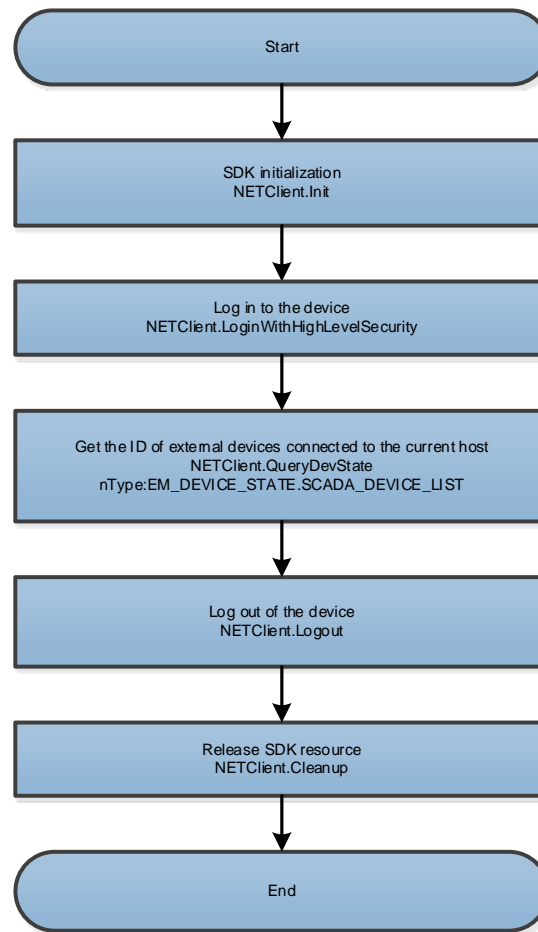 Start
SDK initialization
NETClient.Init
Log in to the device
NETClient.LoginWithHighLevelSecurity
Get the ID of external devices connected to the current host
NETClient.QueryDevState
nType:EM_DEVICE_STATE.SCADA_DEVICE_LIST
Log out of the device
NETClient.Logout
Release SDK resource
NETClient.Cleanup
End